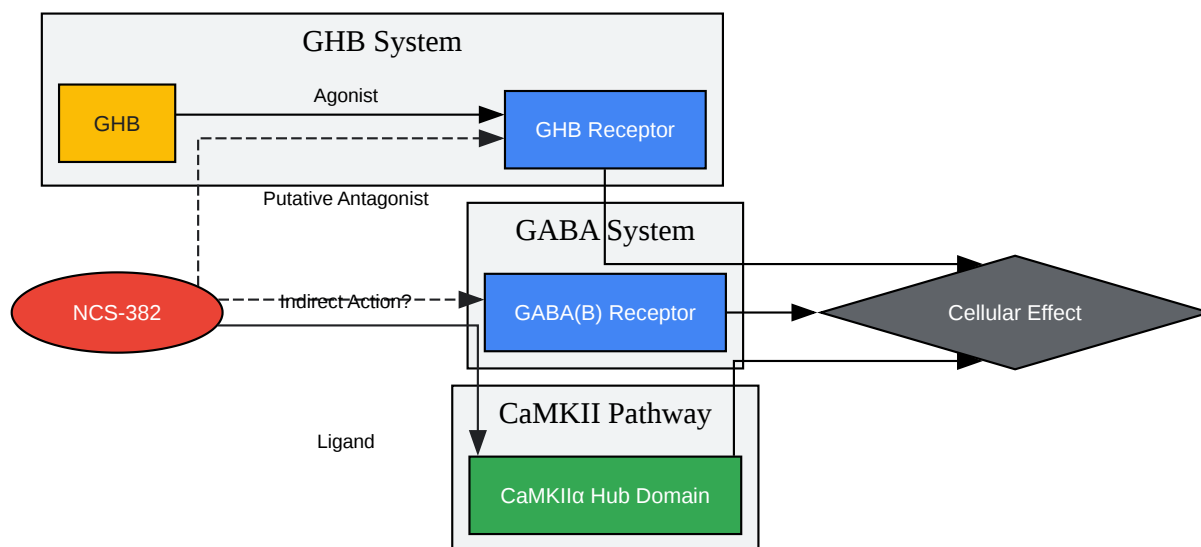 GHB System
GHB
Agonist
GHB Receptor
Putative Antagonist
GABA System
NCS-382
Indirect Action?
GABA(B) Receptor
Cellular Effect
CaMKII Pathway
Ligand
CaMKIIα Hub Domain